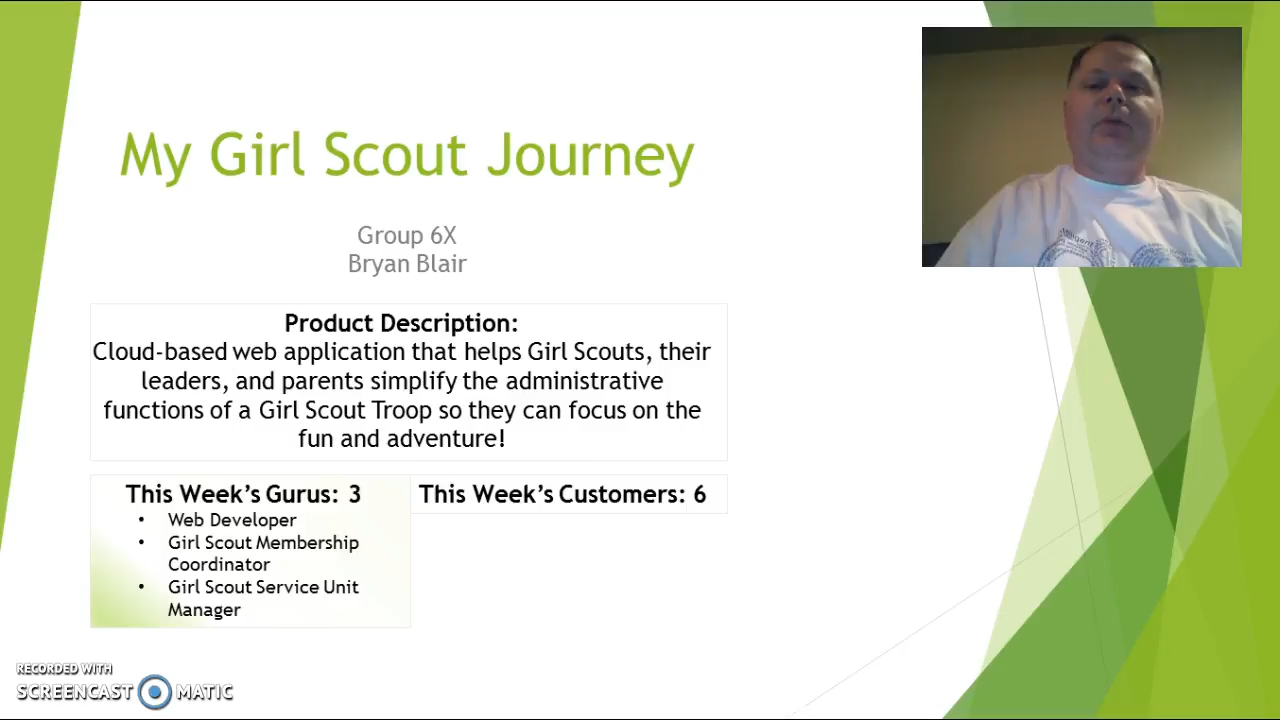 My Girl Scout Journey
Group 6X
Bryan Blair
Product Description:
Cloud-based web application that helps Girl Scouts, their
leaders, and parents simplify the administrative
functions of a Girl Scout Troop so they can focus on the
fun and adventure!
This Week's Gurus: 3
• Web Developer
• Girl Scout Membership
Coordinator
• Girl Scout Service Unit
Manager
This Week's Customers: 6
RECORDED WITH
SCREENCAST MATIC